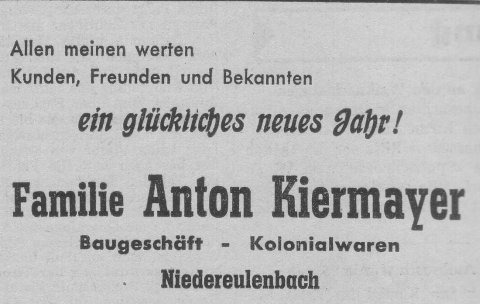 Allen meinen werten
Kunden, Freunden und Bekannten
ein glückliches neues Jahr!
Familie Anton Kiermayer
Baugeschäft - Kolonialwaren
Niedereulenbach